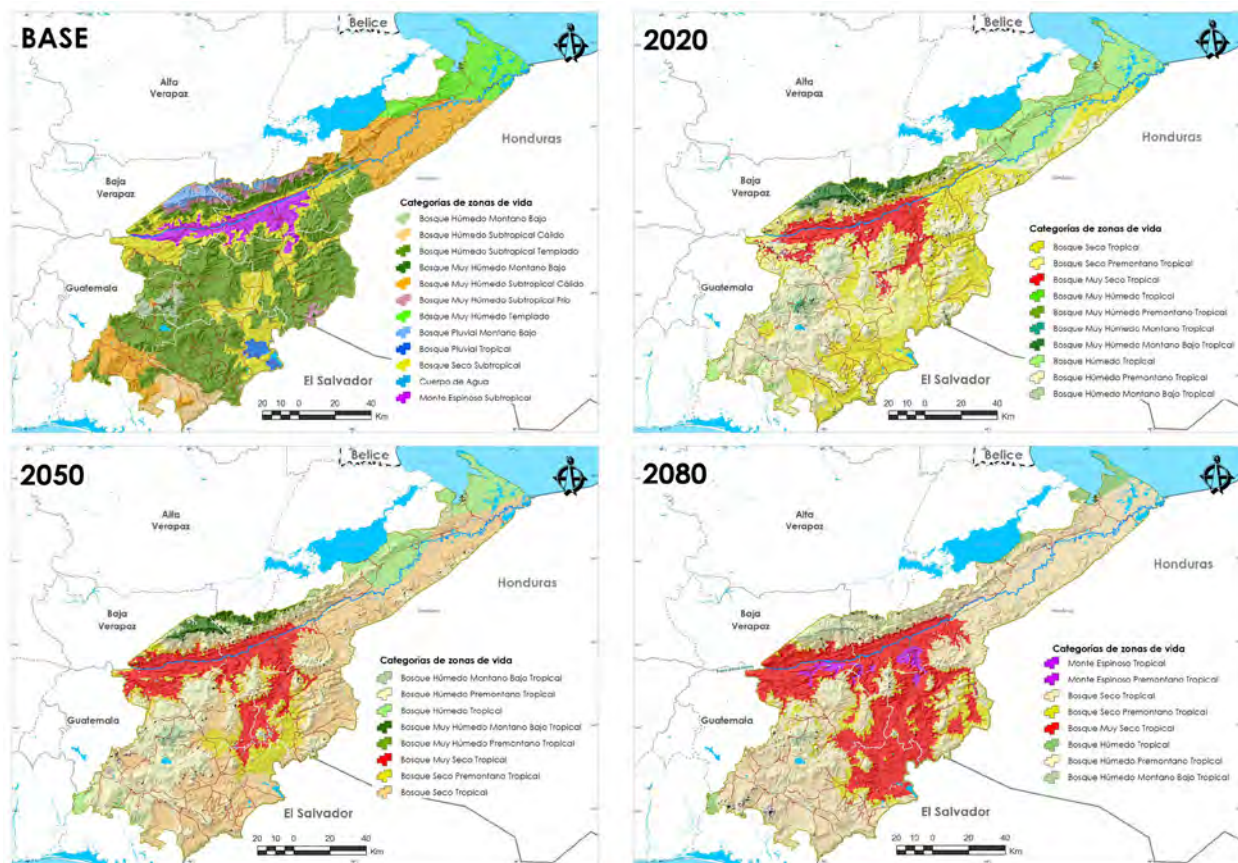 BASE
Belice
Alta
Verapaz
Honduras
Baja
Verapaz
Guatemala
El Salvador
Categorías de zonas de vida
Bosque Húmedo Montano Bajo
Bosque Húmedo Subtropical Cálido
Bosque Húmedo Subtropical Templado
Bosque Muy Húmedo Montano Bajo
Bosque Muy Húmedo Subtropical Cálido
Bosque Muy Húmedo Subtropical Frío
Bosque Muy Húmedo Templado
Bosque Pluvial Montano Bajo
Bosque Pluvial Tropical
Bosque Seco Subtropical
Cuerpo de Agua
Monte Espinoso Subtropical
20 10 0 20 40
Km
2020
Belice
Alta
Verapaz
Honduras
Baja
Verapaz
Guatemala
El Salvador
Categorías de zonas de vida
Bosque Seco Tropical
Bosque Seco Premontano Tropical
Bosque Muy Seco Tropical
Bosque Muy Húmedo Tropical
Bosque Muy Húmedo Premontano Tropical
Bosque Muy Húmedo Montano Tropical
Bosque Muy Húmedo Montano Bajo Tropical
Bosque Húmedo Tropical
Bosque Húmedo Premontano Tropical
Bosque Húmedo Montano Bajo Tropical
20 10 0 20 40
Km
2050
Belice
Alta
Verapaz
Honduras
Baja
Verapaz
Guatemala
El Salvador
Categorías de zonas de vida
Bosque Húmedo Montano Bajo Tropical
Bosque Húmedo Premontano Tropical
Bosque Húmedo Tropical
Bosque Muy Húmedo Montano Bajo Tropical
Bosque Muy Húmedo Premontano Tropical
Bosque Muy Seco Tropical
Bosque Seco Premontano Tropical
Bosque Seco Tropical
20 10 0 20 40
Km
2080
Belice
Alta
Verapaz
Honduras
Baja
Verapaz
Guatemala
El Salvador
Categorías de zonas de vida
Monte Espinoso Tropical
Monte Espinoso Premontano Tropical
Bosque Seco Tropical
Bosque Seco Premontano Tropical
Bosque Muy Seco Tropical
Bosque Húmedo Tropical
Bosque Húmedo Premontano Tropical
Bosque Húmedo Montano Bajo Tropical
20 10 0 20 40
Km